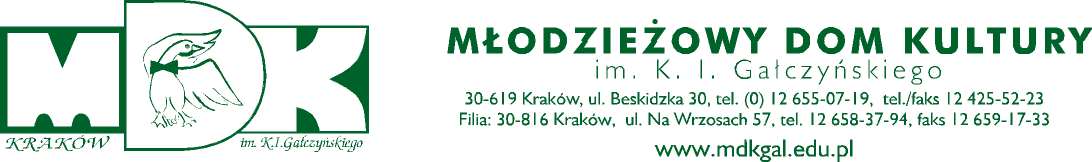 MDK
KRAKÓW im. K.I.Gałczyńskiego
MŁODZIEŻOWY DOM KULTURY
im. K. I. Gałczyńskiego
30-619 Kraków, ul. Beskidzka 30, tel. (0) 12 655-07-19, tel./faks 12 425-52-23
Filia: 30-816 Kraków, ul. Na Wrzosach 57, tel. 12 658-37-94, faks 12 659-17-33
www.mdkgal.edu.pl